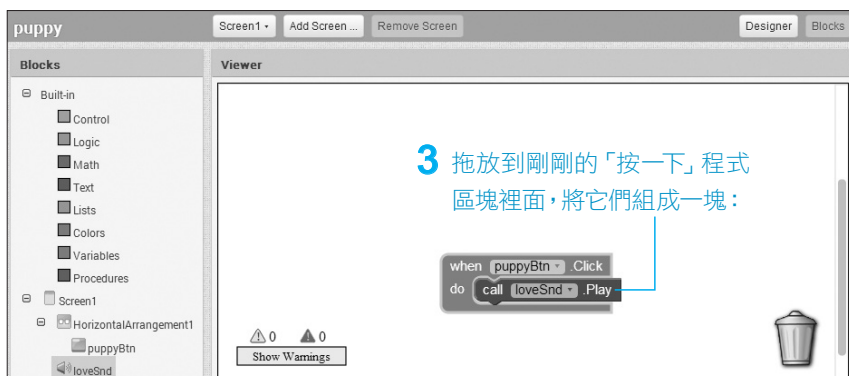 puppy
Screen1
Add Screen ...
Remove Screen
Designer
Blocks
Blocks
Viewer
Built-in
Control
Logic
Math
Text
Lists
Colors
Variables
Procedures
Screen1
HorizontalArrangement1
puppyBtn
loveSnd
3 拖放到剛剛的「按一下」程式
區塊裡面，將它們組成一塊：
when puppyBtn .Click
do call loveSnd .Play
0 0
Show Warnings